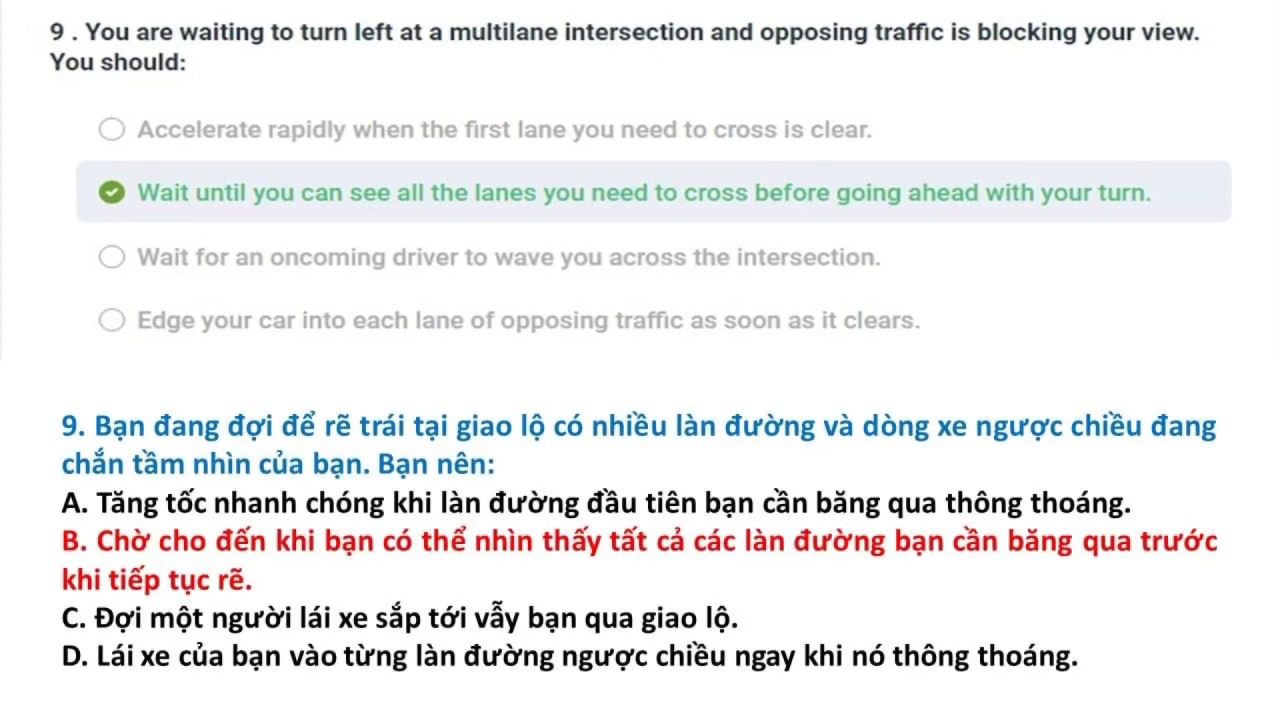 9 . You are waiting to turn left at a multilane intersection and opposing traffic is blocking your view.
You should:
Accelerate rapidly when the first lane you need to cross is clear.
Wait until you can see all the lanes you need to cross before going ahead with your turn.
Wait for an oncoming driver to wave you across the intersection.
Edge your car into each lane of opposing traffic as soon as it clears.
9. Bạn đang đợi để rẽ trái tại giao lộ có nhiều làn đường và dòng xe ngược chiều đang
chắn tầm nhìn của bạn. Bạn nên:
A. Tăng tốc nhanh chóng khi làn đường đầu tiên bạn cần băng qua thông thoáng.
B. Chờ cho đến khi bạn có thể nhìn thấy tất cả các làn đường bạn cần băng qua trước
khi tiếp tục rẽ.
C. Đợi một người lái xe sắp tới vẫy bạn qua giao lộ.
D. Lái xe của bạn vào từng làn đường ngược chiều ngay khi nó thông thoáng.